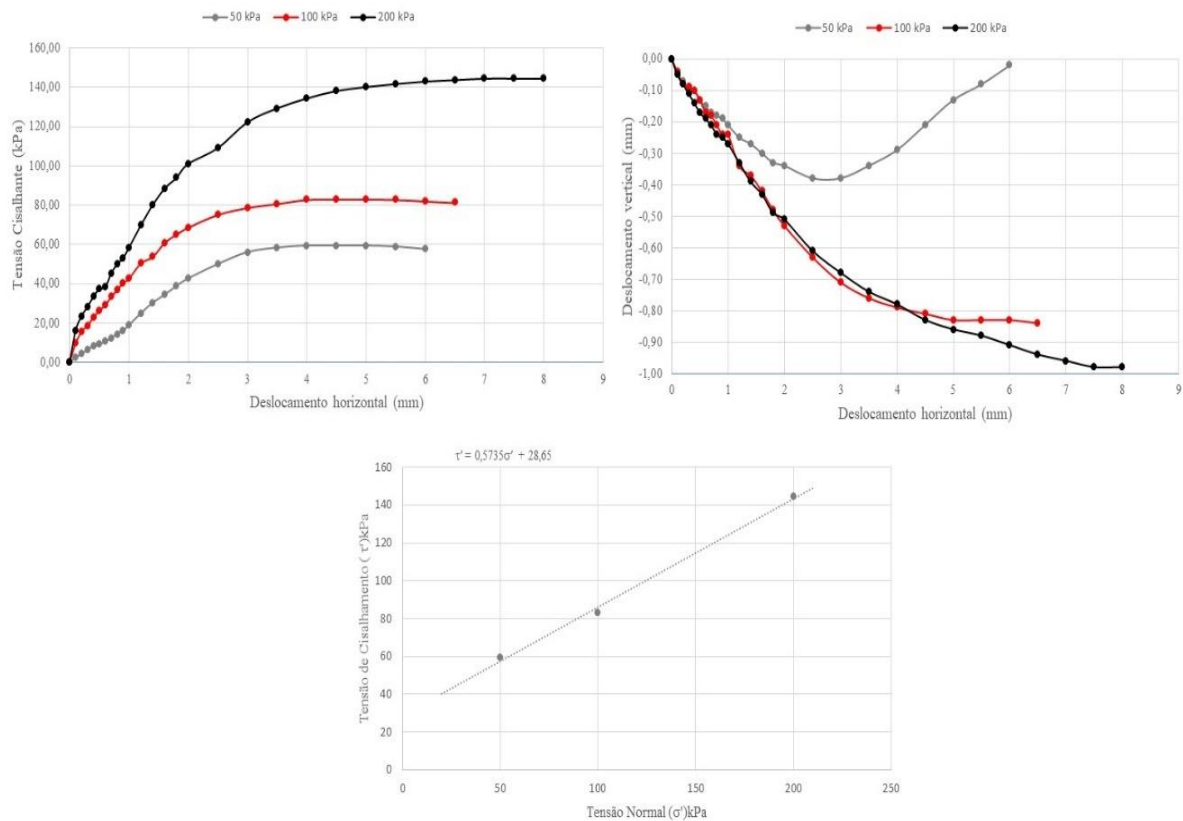 50 kPa 100 kPa 200 kPa
160,00
140,00
120,00
100,00
80,00
60,00
40,00
20,00
0,00
Tensão Cisalhante (kPa)
0 1 2 3 4 5 6 7 8 9
Deslocamento horizontal (mm)
50 kPa 100 kPa 200 kPa
0,00
-0,10
-0,20
-0,30
-0,40
-0,50
-0,60
-0,70
-0,80
-0,90
-1,00
Deslocamento vertical (mm)
0 1 2 3 4 5 6 7 8 9
Deslocamento horizontal (mm)
τ' = 0,5735σ' + 28,65
160
140
120
100
80
60
40
20
0
Tensão de Cisalhamento ( τ')kPa
0 50 100 150 200 250
Tensão Normal (σ')kPa